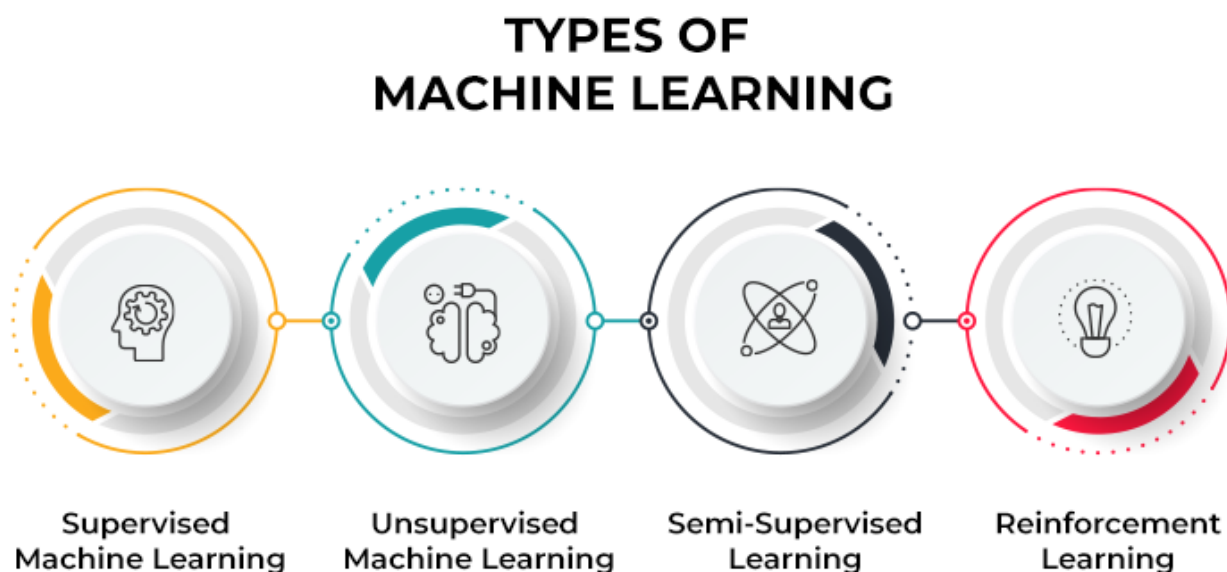 TYPES OF
MACHINE LEARNING
Supervised
Machine Learning
Unsupervised
Machine Learning
Semi-Supervised
Learning
Reinforcement
Learning